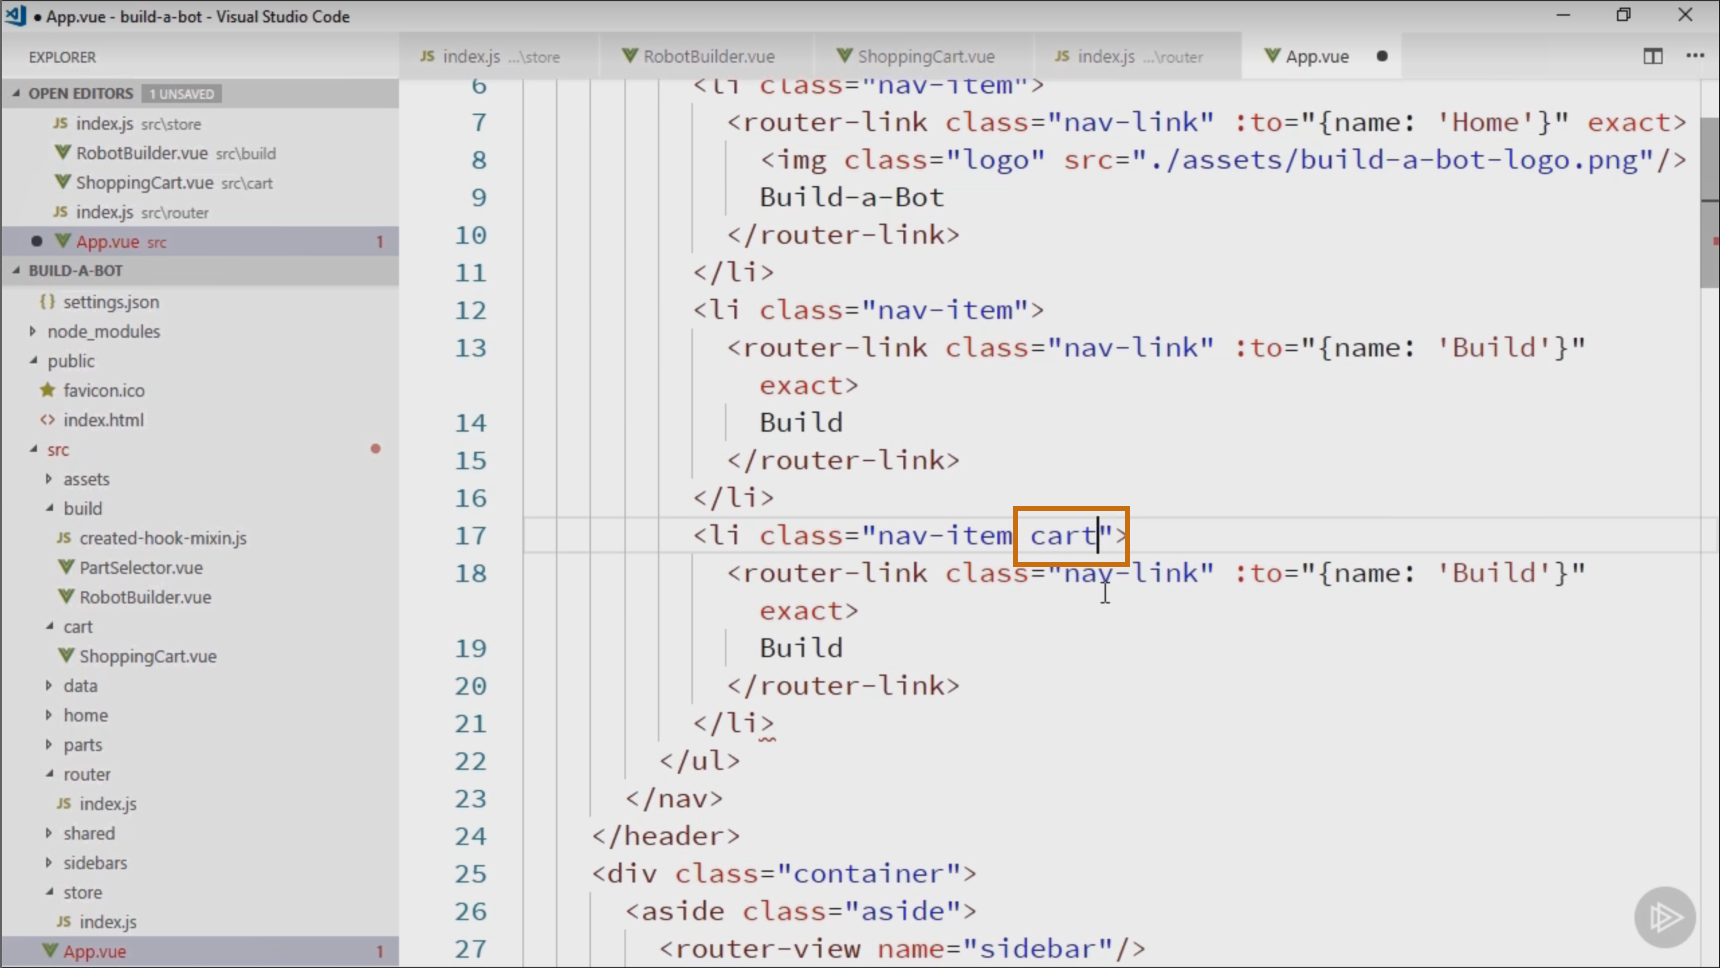 App.vue - build-a-bot - Visual Studio Code
EXPLORER
JS index.js ...\store
RobotBuilder.vue
ShoppingCart.vue
JS index.js ...\router
App.vue
OPEN EDITORS 1 UNSAVED
JS index.js src\store
RobotBuilder.vue src\build
ShoppingCart.vue src\cart
JS index.js src\router
App.vue src 1
BUILD-A-BOT
{} settings.json
node_modules
public
favicon.ico
<> index.html
src
assets
build
JS created-hook-mixin.js
PartSelector.vue
RobotBuilder.vue
cart
ShoppingCart.vue
data
home
parts
router
JS index.js
shared
sidebars
store
JS index.js
App.vue 1
6 <li class="nav-item">
7 <router-link class="nav-link" :to="{name: 'Home'}" exact>
8 <img class="logo" src="./assets/build-a-bot-logo.png"/>
9 Build-a-Bot
10 </router-link>
11 </li>
12 <li class="nav-item">
13 <router-link class="nav-link" :to="{name: 'Build'}"
exact>
14 Build
15 </router-link>
16 </li>
17 <li class="nav-item cart">
18 <router-link class="nav-link" :to="{name: 'Build'}"
exact>
19 Build
20 </router-link>
21 </li>
22 </ul>
23 </nav>
24 </header>
25 <div class="container">
26 <aside class="aside">
27 <router-view name="sidebar"/>